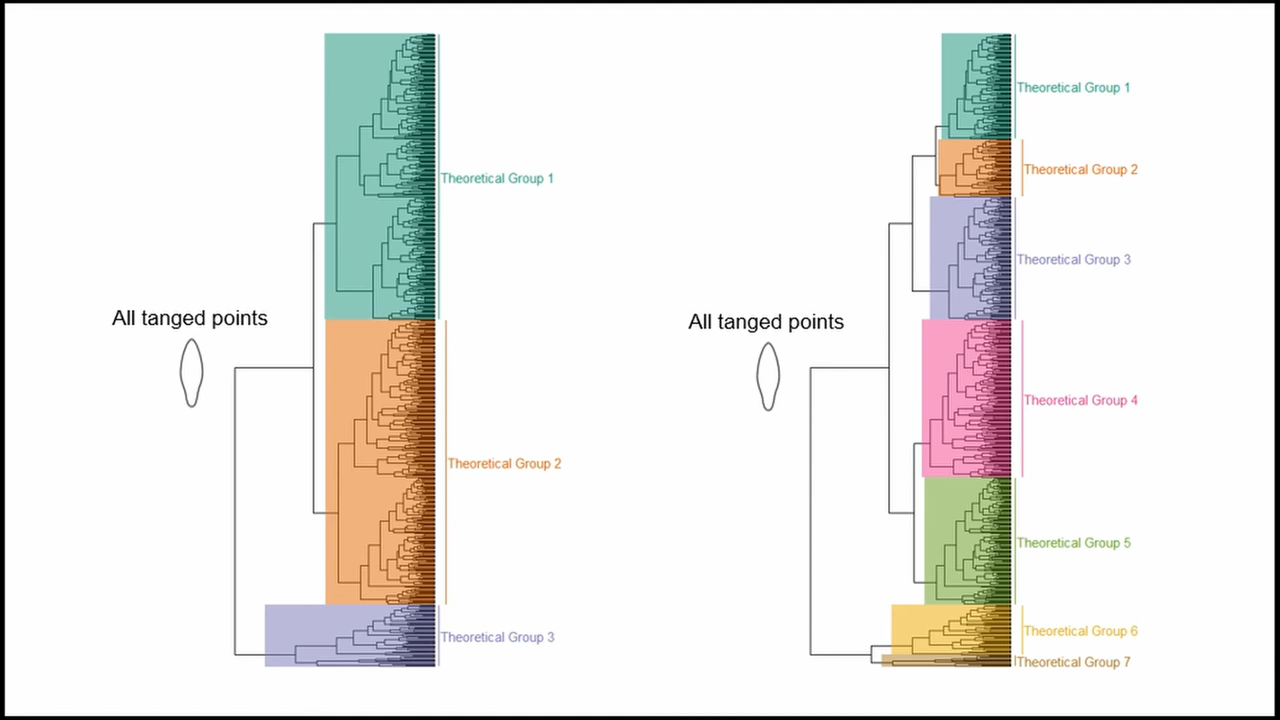 All tanged points
Theoretical Group 1
Theoretical Group 2
Theoretical Group 3
All tanged points
Theoretical Group 1
Theoretical Group 2
Theoretical Group 3
Theoretical Group 4
Theoretical Group 5
Theoretical Group 6
Theoretical Group 7